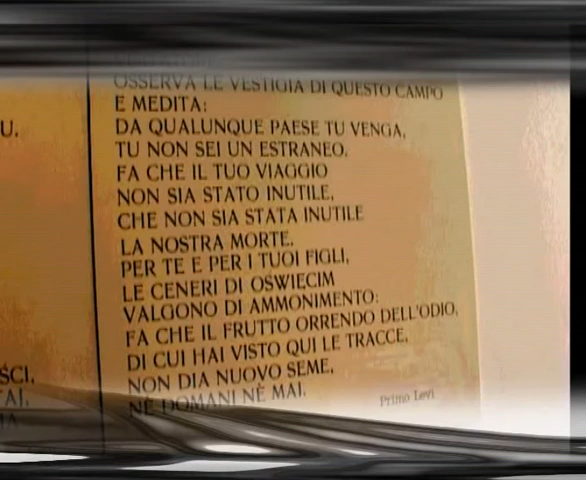 OSSERVA LE VESTIGIA DI QUESTO CAMPO
E MEDITA:
DA QUALUNQUE PAESE TU VENGA,
TU NON SEI UN ESTRANEO.
FA CHE IL TUO VIAGGIO
NON SIA STATO INUTILE,
CHE NON SIA STATA INUTILE
LA NOSTRA MORTE.
PER TE E PER I TUOI FIGLI,
LE CENERI DI OSWIECIM
VALGONO DI AMMONIMENTO:
FA CHE IL FRUTTO ORRENDO DELL'ODIO,
DI CUI HAI VISTO QUI LE TRACCE,
NON DIA NUOVO SEME,
NÈ DOMANI NÈ MAI.
Primo Levi